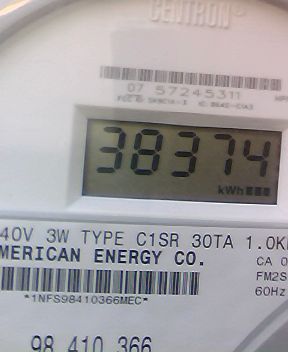 CENTRON®
07 57245311
38374
kWh
40V 3W TYPE C1SR 30TA 1.0K
MERICAN ENERGY CO.
CA 0
FM2S
60Hz
*1NFS98410366MEC*
98 410 366